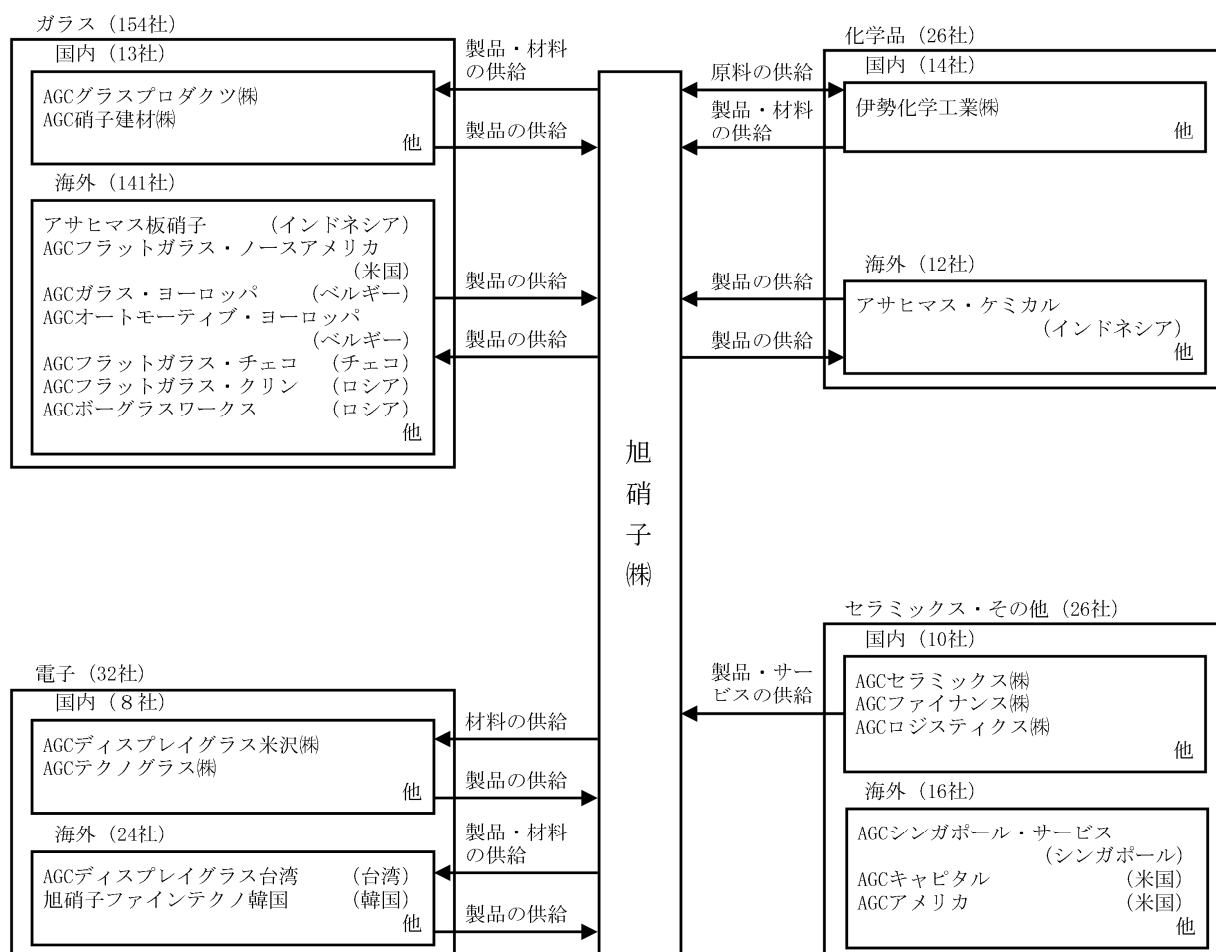 ガラス（154社）
国内（13社）
AGCグラスプロダクツ㈱
AGC硝子建材㈱
他
製品・材料
の供給
製品の供給
海外（141社）
アサヒマス板硝子　（インドネシア）
AGCフラットガラス・ノースアメリカ
（米国）
AGCガラス・ヨーロッパ　（ベルギー）
AGCオートモーティブ・ヨーロッパ
（ベルギー）
AGCフラットガラス・チェコ　（チェコ）
AGCフラットガラス・クリン　（ロシア）
AGCボーグラスワークス　（ロシア）
他
製品の供給
製品の供給
電子（32社）
国内（８社）
AGCディスプレイグラス米沢㈱
AGCテクノグラス㈱
他
材料の供給
製品の供給
海外（24社）
AGCディスプレイグラス台湾　（台湾）
旭硝子ファインテクノ韓国　（韓国）
他
製品・材料
の供給
製品の供給
旭硝子㈱
化学品（26社）
国内（14社）
伊勢化学工業㈱
他
原料の供給
製品・材料
の供給
海外（12社）
アサヒマス・ケミカル
（インドネシア）
他
製品の供給
製品の供給
セラミックス・その他（26社）
国内（10社）
AGCセラミックス㈱
AGCファイナンス㈱
AGCロジスティクス㈱
他
製品・サー
ビスの供給
海外（16社）
AGCシンガポール・サービス
（シンガポール）
AGCキャピタル　（米国）
AGCアメリカ　（米国）
他